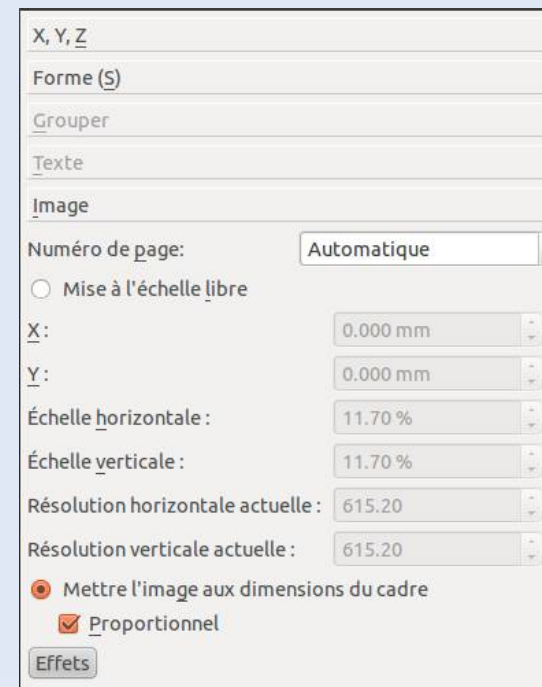 X, Y, Z
Forme (S)
Grouper
Texte
Image
Numéro de page: Automatique
Mise à l'échelle libre
X : 0.000 mm
Y : 0.000 mm
Échelle horizontale : 11.70 %
Échelle verticale : 11.70 %
Résolution horizontale actuelle : 615.20
Résolution verticale actuelle : 615.20
Mettre l'image aux dimensions du cadre
Proportionnel
Effets